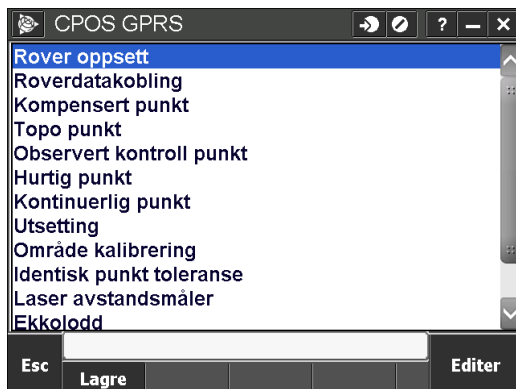 CPOS GPRS ?
Rover oppsett
Roverdatakobling
Kompensert punkt
Topo punkt
Observert kontroll punkt
Hurtig punkt
Kontinuerlig punkt
Utsetting
Område kalibrering
Identisk punkt toleranse
Laser avstandsmåler
Ekkolodd
Esc
Lagre
Editer